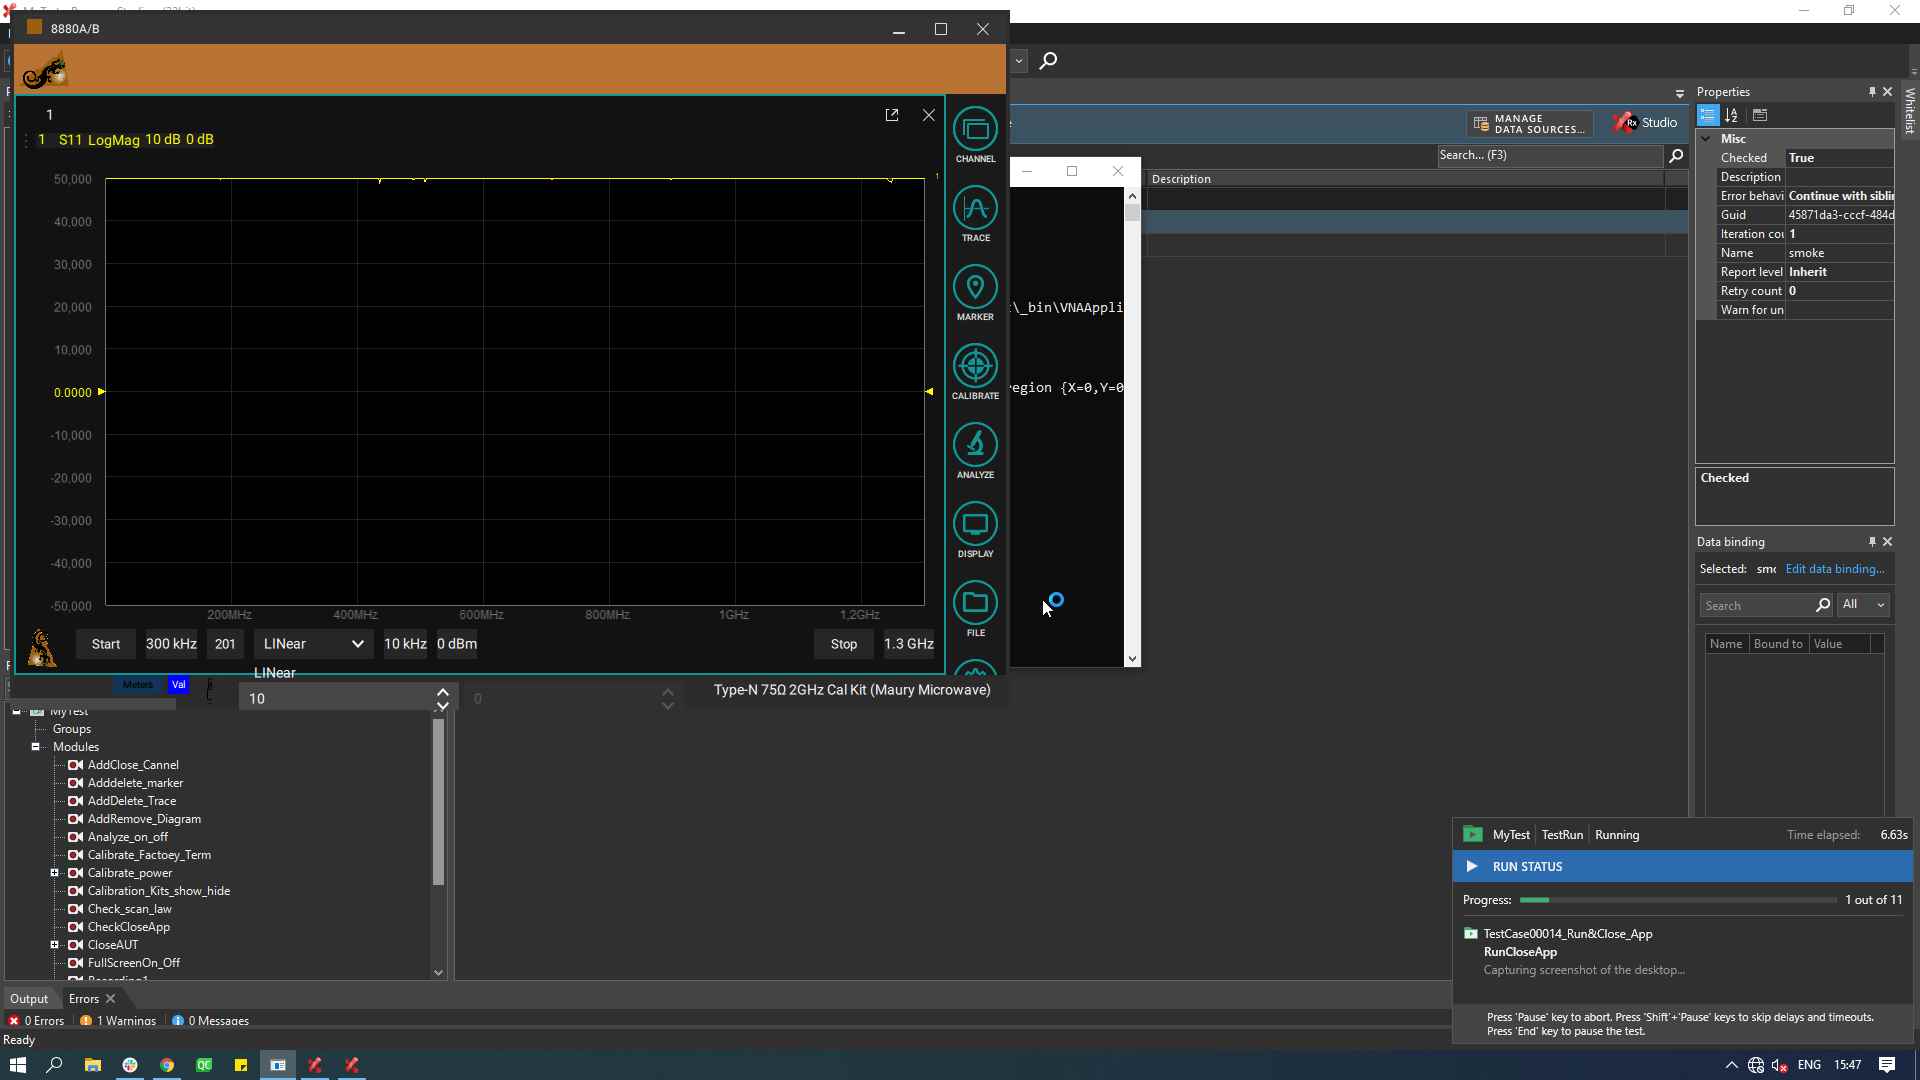 8880A/B
1
1 S11 LogMag 10 dB 0 dB
50,000
40,000
30,000
20,000
10,000
0.0000
-10,000
-20,000
-30,000
-40,000
-50,000
200MHz 400MHz 600MHz 800MHz 1GHz 1,2GHz
1
Start 300 kHz 201 LINear 10 kHz 0 dBm Stop 1.3 GHz
LINear
Meters Val
10 0
Type-N 75Ω 2GHz Cal Kit (Maury Microwave)
CHANNEL
TRACE
MARKER
CALIBRATE
ANALYZE
DISPLAY
FILE
\_bin\VNAAppli
egion {X=0,Y=0
MANAGE
DATA SOURCES...
Rx Studio
Search... (F3)
Description
Properties
Whitelist
Misc
Checked True
Description
Error behavi Continue with siblin
Guid 45871da3-cccf-484d
Iteration cou 1
Name smoke
Report level Inherit
Retry count 0
Warn for un
Checked
Data binding
Selected: smo Edit data binding...
Search All
Name Bound to Value
MyTest
Groups
Modules
AddClose_Cannel
Adddelete_marker
AddDelete_Trace
AddRemove_Diagram
Analyze_on_off
Calibrate_Factoey_Term
Calibrate_power
Calibration_Kits_show_hide
Check_scan_law
CheckCloseApp
CloseAUT
FullScreenOn_Off
MyTest TestRun Running Time elapsed: 6.63s
RUN STATUS
Progress: 1 out of 11
TestCase00014_Run&Close_App
RunCloseApp
Capturing screenshot of the desktop...
Press 'Pause' key to abort. Press 'Shift'+'Pause' keys to skip delays and timeouts.
Press 'End' key to pause the test.
Output Errors
0 Errors 1 Warnings 0 Messages
Ready
QC
ENG 15:47